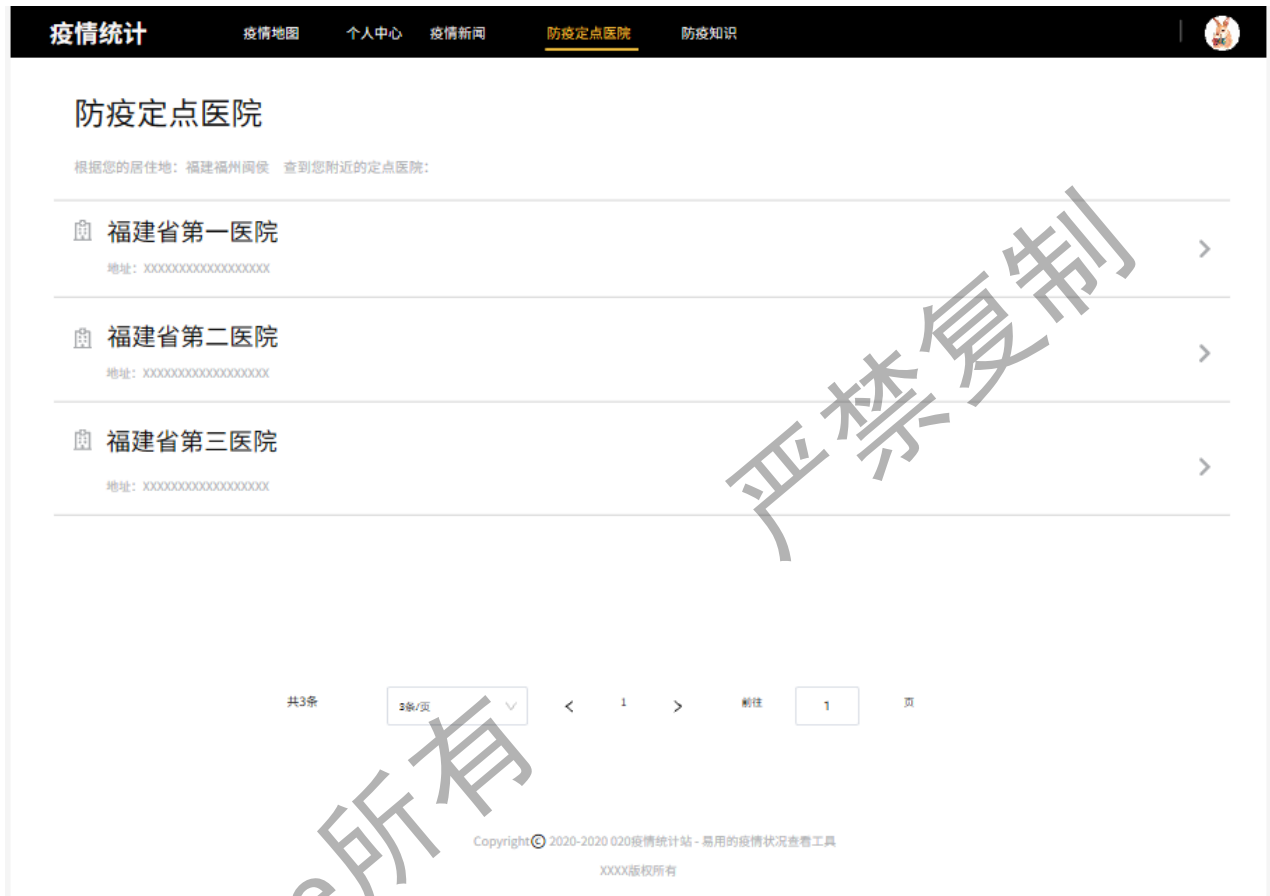 疫情统计 疫情地图 个人中心 疫情新闻 防疫定点医院 防疫知识
防疫定点医院
根据您的居住地：福建福州闽侯 查到您附近的定点医院：
福建省第一医院
地址：XXXXXXXXXXXXXXXXXXX
福建省第二医院
地址：XXXXXXXXXXXXXXXXXXX
福建省第三医院
地址：XXXXXXXXXXXXXXXXXXX
严禁复制
共3条 3条/页 < 1 > 前往 1 页
所有
Copyright© 2020-2020 020疫情统计站 - 易用的疫情状况查看工具
XXXX版权所有